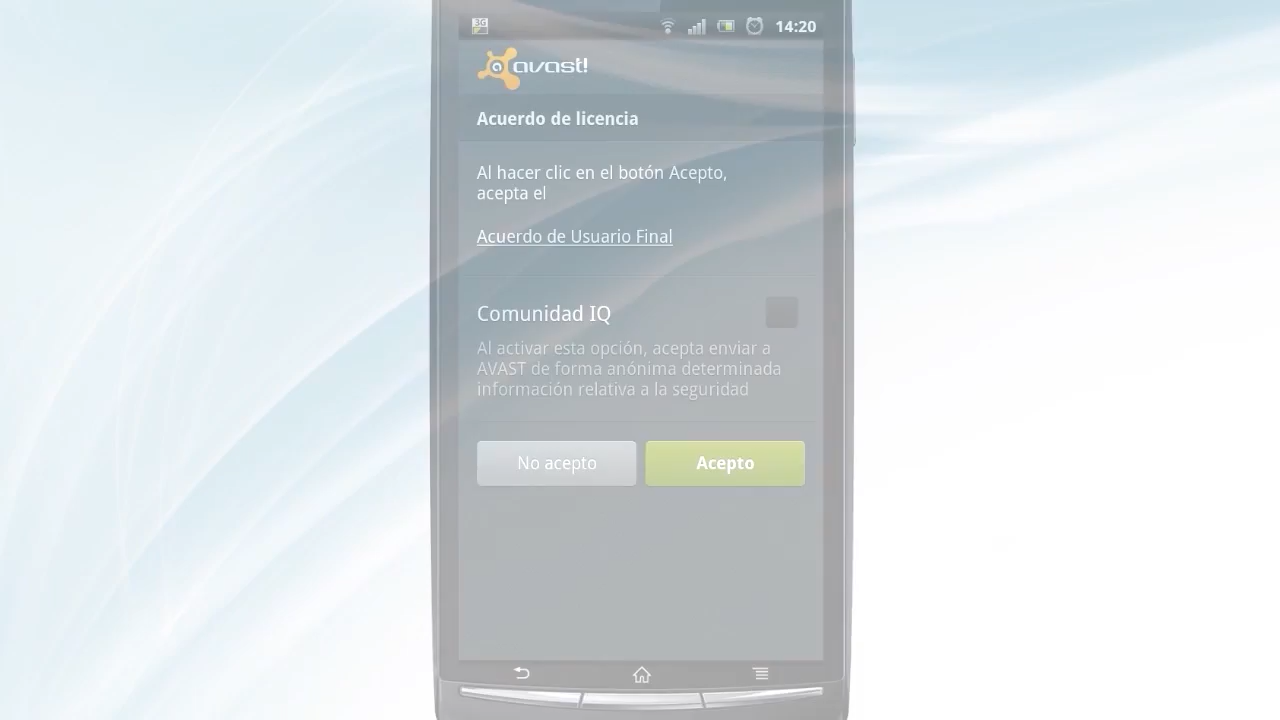 3G
14:20
avast!
Acuerdo de licencia
Al hacer clic en el botón Acepto,
acepta el
Acuerdo de Usuario Final
Comunidad IQ
Al activar esta opción, acepta enviar a
AVAST de forma anónima determinada
información relativa a la seguridad
No acepto
Acepto